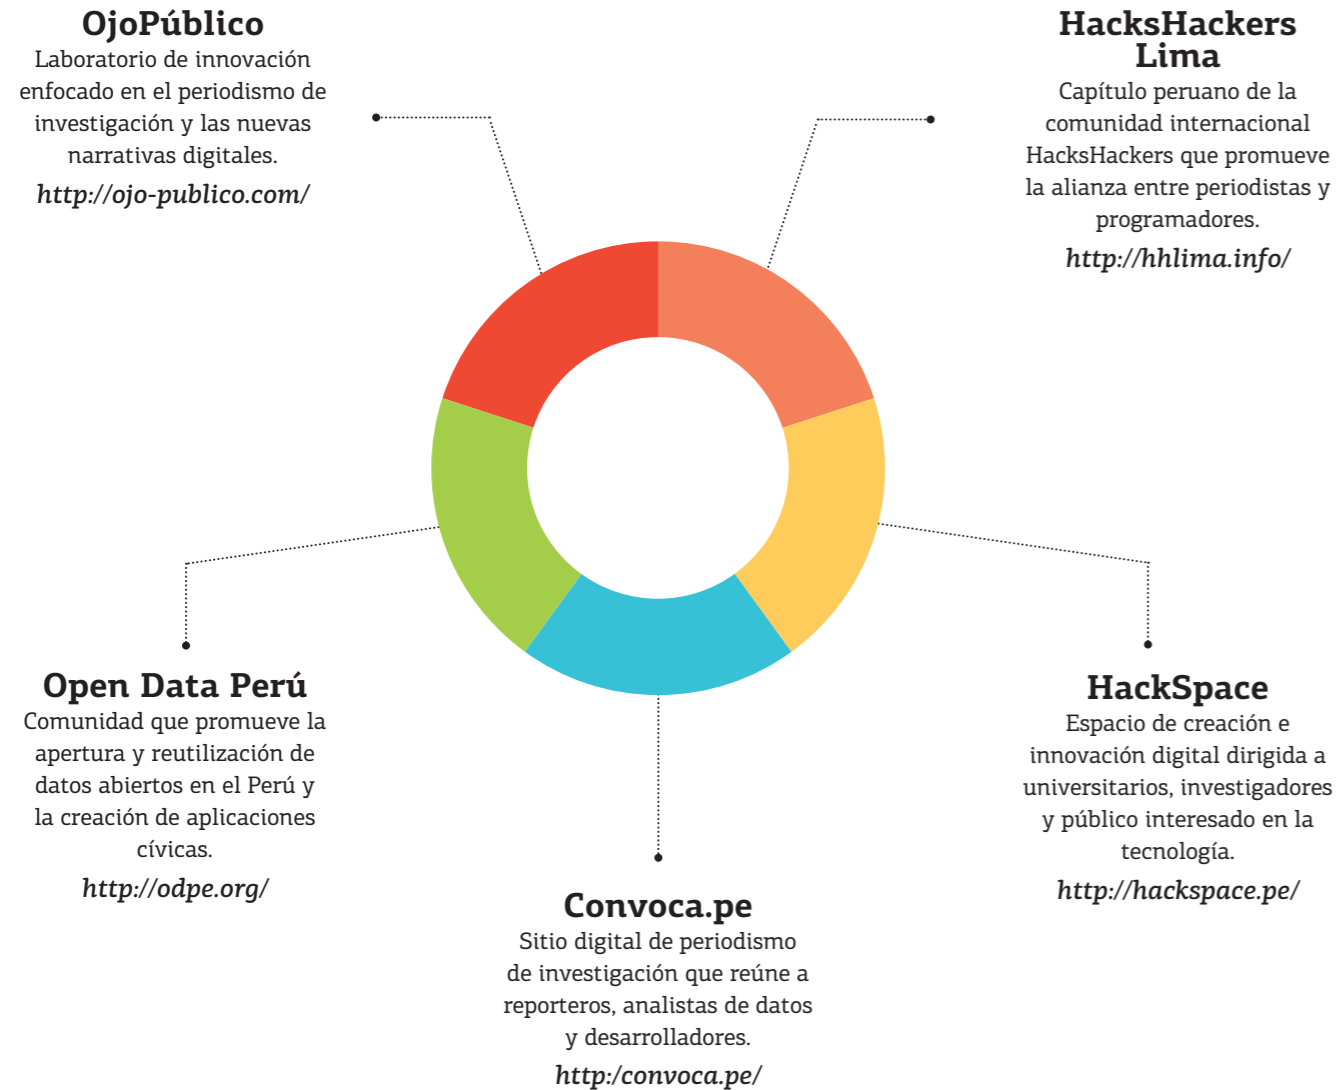 OjoPúblico
Laboratorio de innovación
enfocado en el periodismo de
investigación y las nuevas
narrativas digitales.
http://ojo-publico.com/
HacksHackers
Lima
Capítulo peruano de la
comunidad internacional
HacksHackers que promueve
la alianza entre periodistas y
programadores.
http://hhlima.info/
Open Data Perú
Comunidad que promueve la
apertura y reutilización de
datos abiertos en el Perú y
la creación de aplicaciones
cívicas.
http://odpe.org/
HackSpace
Espacio de creación e
innovación digital dirigida a
universitarios, investigadores
y público interesado en la
tecnología.
http://hackspace.pe/
Convoca.pe
Sitio digital de periodismo
de investigación que reúne a
reporteros, analistas de datos
y desarrolladores.
http:/convoca.pe/